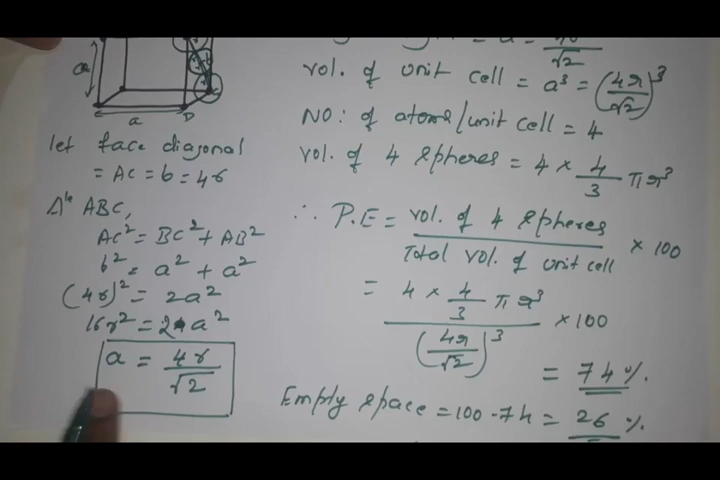 a
a
D
let face diagonal
= AC = b = 4r
Δle ABC,
AC² = BC² + AB²
b² = a² + a²
(4r)² = 2a²
16r² = 2a²
a = 4r/√2
= a = 4r/√2
vol. of unit cell = a³ = (4r/√2)³
NO: of atoms/unit cell = 4
vol. of 4 spheres = 4 × 4/3 πr³
∴ P.E = vol. of 4 spheres / Total vol. of unit cell × 100
= 4 × 4/3 πr³ / (4r/√2)³ × 100
= 74%.
Empty space = 100 - 74 = 26%